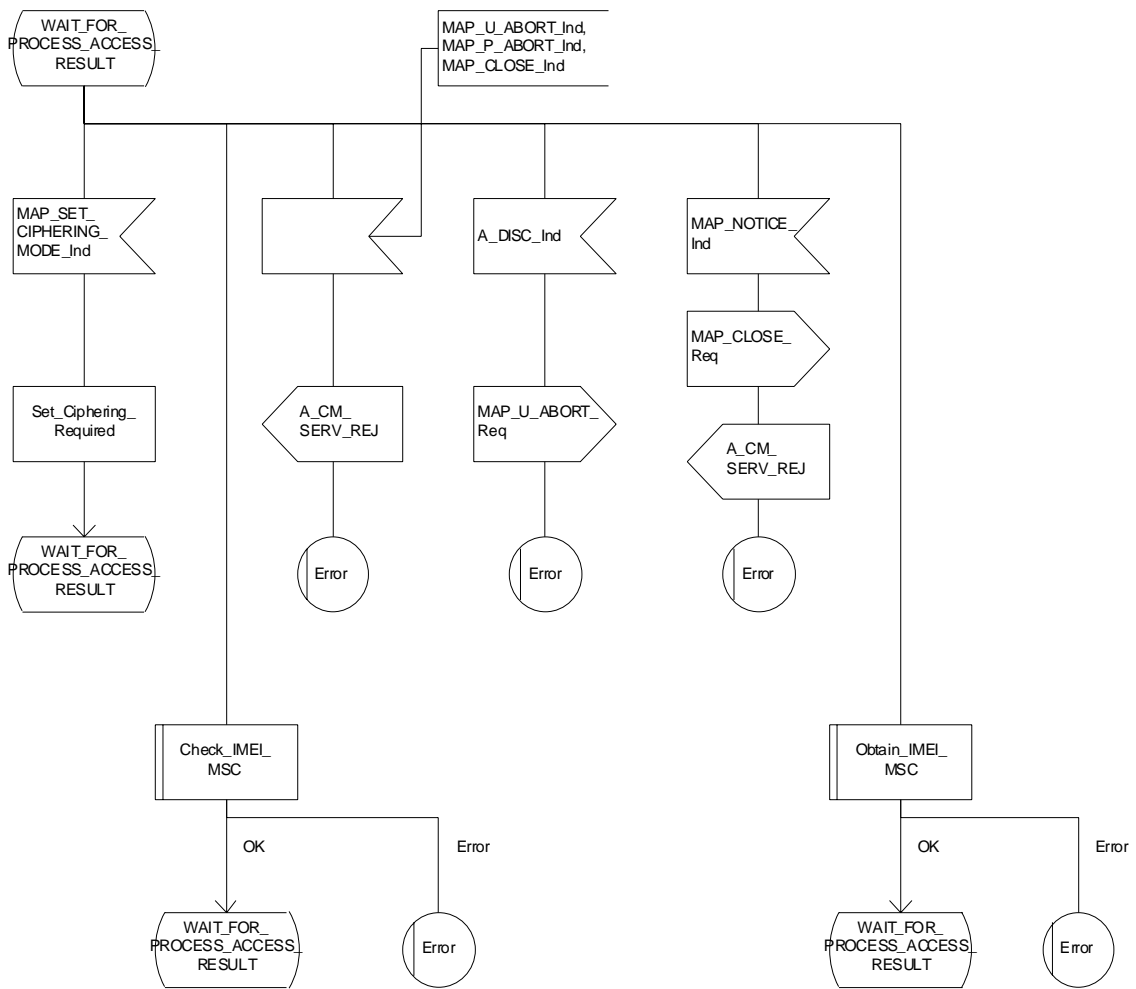 WAIT_FOR_
PROCESS_ACCESS_
RESULT
MAP_U_ABORT_Ind,
MAP_P_ABORT_Ind,
MAP_CLOSE_Ind
MAP_SET_
CIPHERING_
MODE_Ind
A_DISC_Ind
MAP_NOTICE_
Ind
MAP_CLOSE_
Req
Set_Ciphering_
Required
A_CM_
SERV_REJ
MAP_U_ABORT_
Req
A_CM_
SERV_REJ
WAIT_FOR_
PROCESS_ACCESS_
RESULT
Error
Error
Error
Check_IMEI_
MSC
Obtain_IMEI_
MSC
OK
Error
OK
Error
WAIT_FOR_
PROCESS_ACCESS_
RESULT
Error
WAIT_FOR_
PROCESS_ACCESS_
RESULT
Error